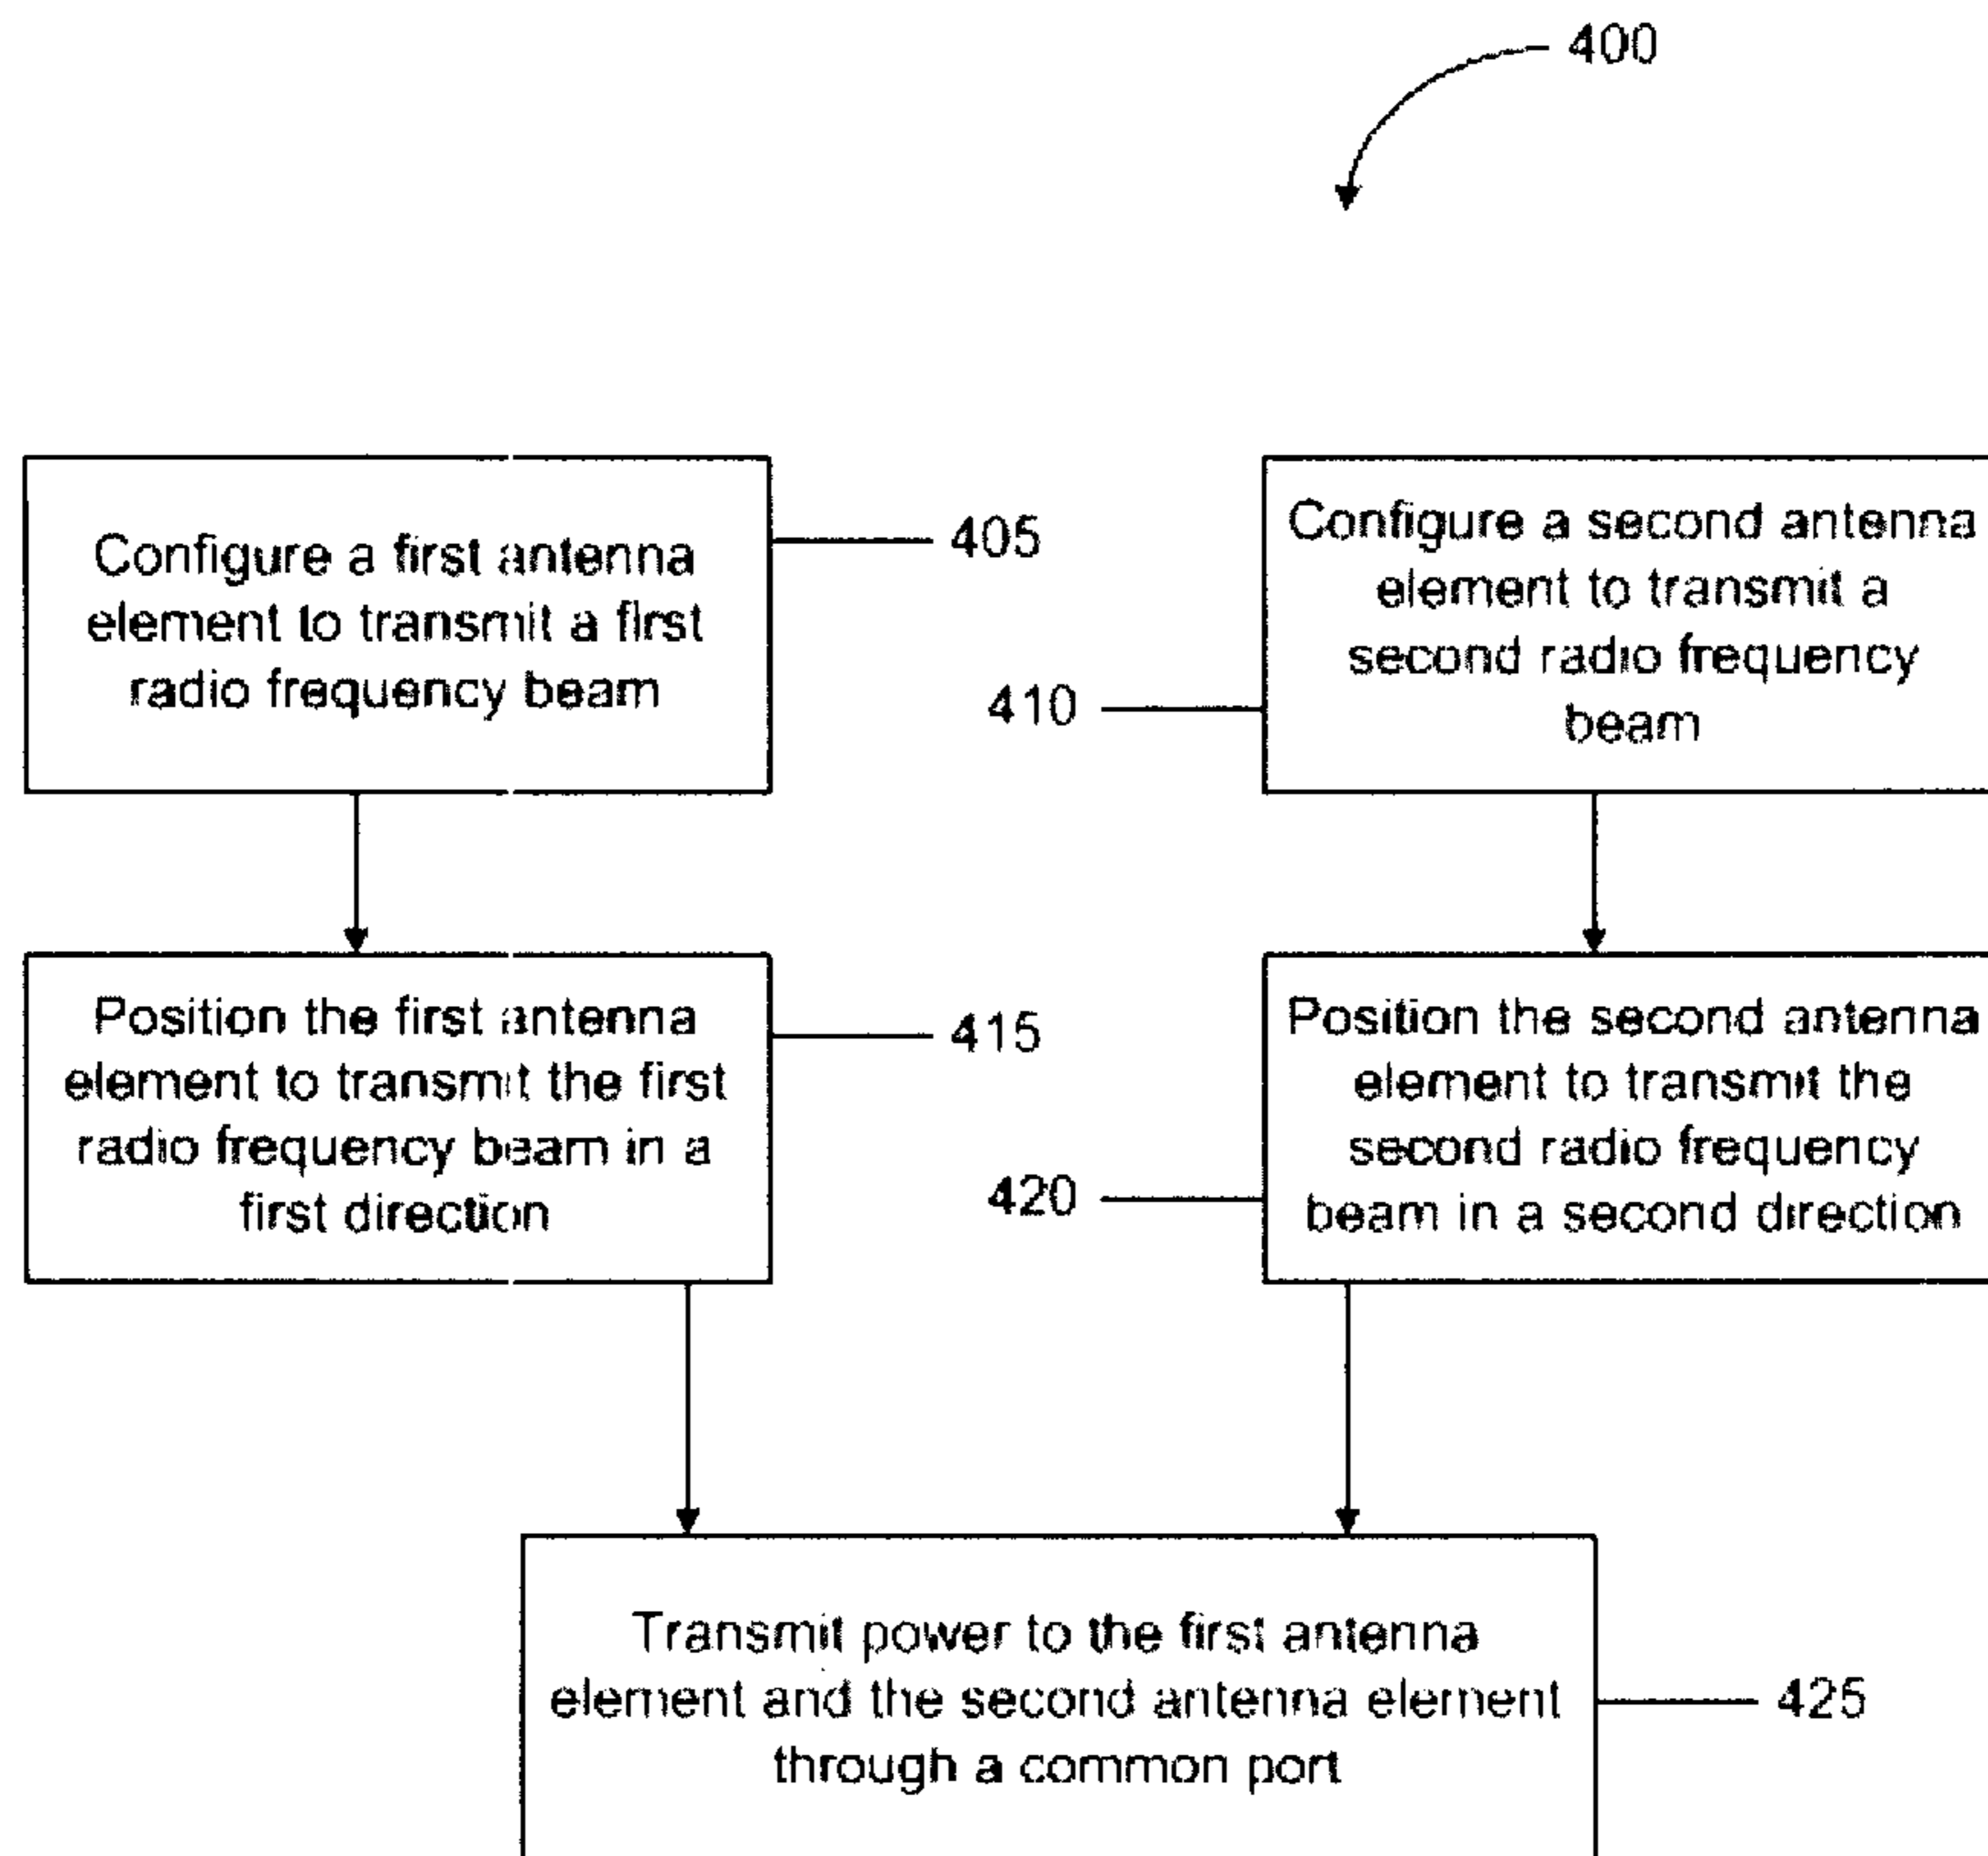 400
Configure a first antenna
element to transmit a first
radio frequency beam
405
Configure a second antenna
element to transmit a
second radio frequency
beam
410
Position the first antenna
element to transmit the first
radio frequency beam in a
first direction
415
Position the second antenna
element to transmit the
second radio frequency
beam in a second direction
420
Transmit power to the first antenna
element and the second antenna element
through a common port
425